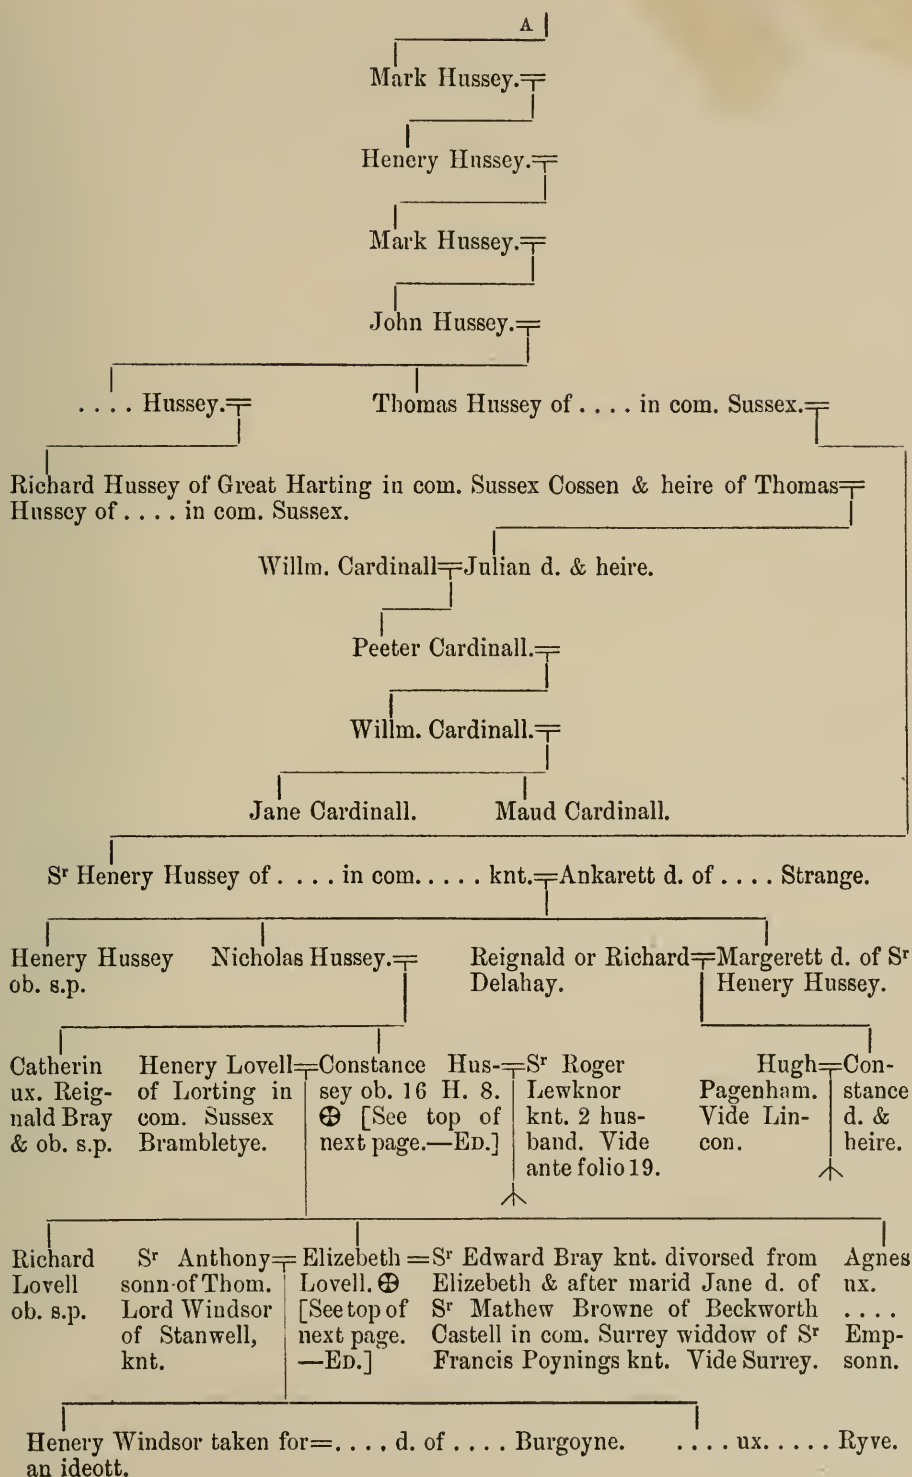 A
Mark Hussey.
Henery Hussey.
Mark Hussey.
John Hussey.
. . . . Hussey.
Thomas Hussey of . . . . in com. Sussex.
Richard Hussey of Great Harting in com. Sussex Cossen & heire of Thomas
Hussey of . . . . in com. Sussex.
Willm. Cardinall=Julian d. & heire.
Peeter Cardinall.
Willm. Cardinall.
Jane Cardinall. Maud Cardinall.
Sr Henery Hussey of . . . . in com. . . . . knt.=Ankarett d. of . . . . Strange.
Henery Hussey
ob. s.p.
Nicholas Hussey.
Reignald or Richard
Delahay.
Margerett d. of Sr
Henery Hussey.
Catherin
ux. Reig-
nald Bray
& ob. s.p.
Henery Lovell
of Lorting in
com. Sussex
Brambletye.
Constance Hus-
sey ob. 16 H. 8.
⊕ [See top of
next page.—ED.]
Sr Roger
Lewknor
knt. 2 hus-
band. Vide
ante folio 19.
Hugh
Pagenham.
Vide Lin-
con.
Con-
stance
d. &
heire.
Richard
Lovell
ob. s.p.
Sr Anthony
sonn of Thom.
Lord Windsor
of Stanwell,
knt.
Elizebeth
Lovell. ⊕
[See top of
next page.
—ED.]
Sr Edward Bray knt. divorsed from
Elizebeth & after marid Jane d. of
Sr Mathew Browne of Beckworth
Castell in com. Surrey widdow of Sr
Francis Poynings knt. Vide Surrey.
Agnes
ux.
. . . .
Emp-
sonn.
Henery Windsor taken for=. . . . d. of . . . . Burgoyne. . . . . ux. . . . . Ryve.
an ideott.